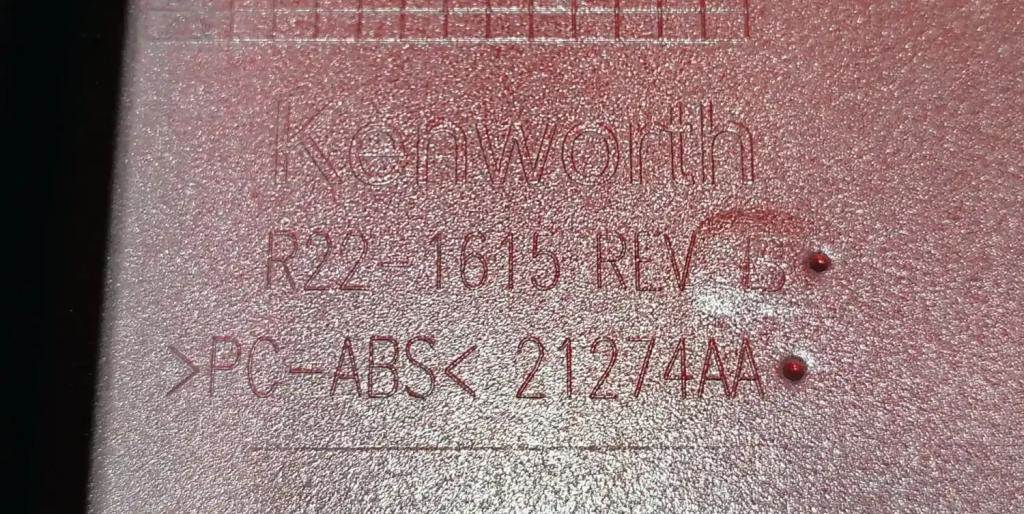 Kenworth
R22-1615 REV
>PC-ABS< 21274AA